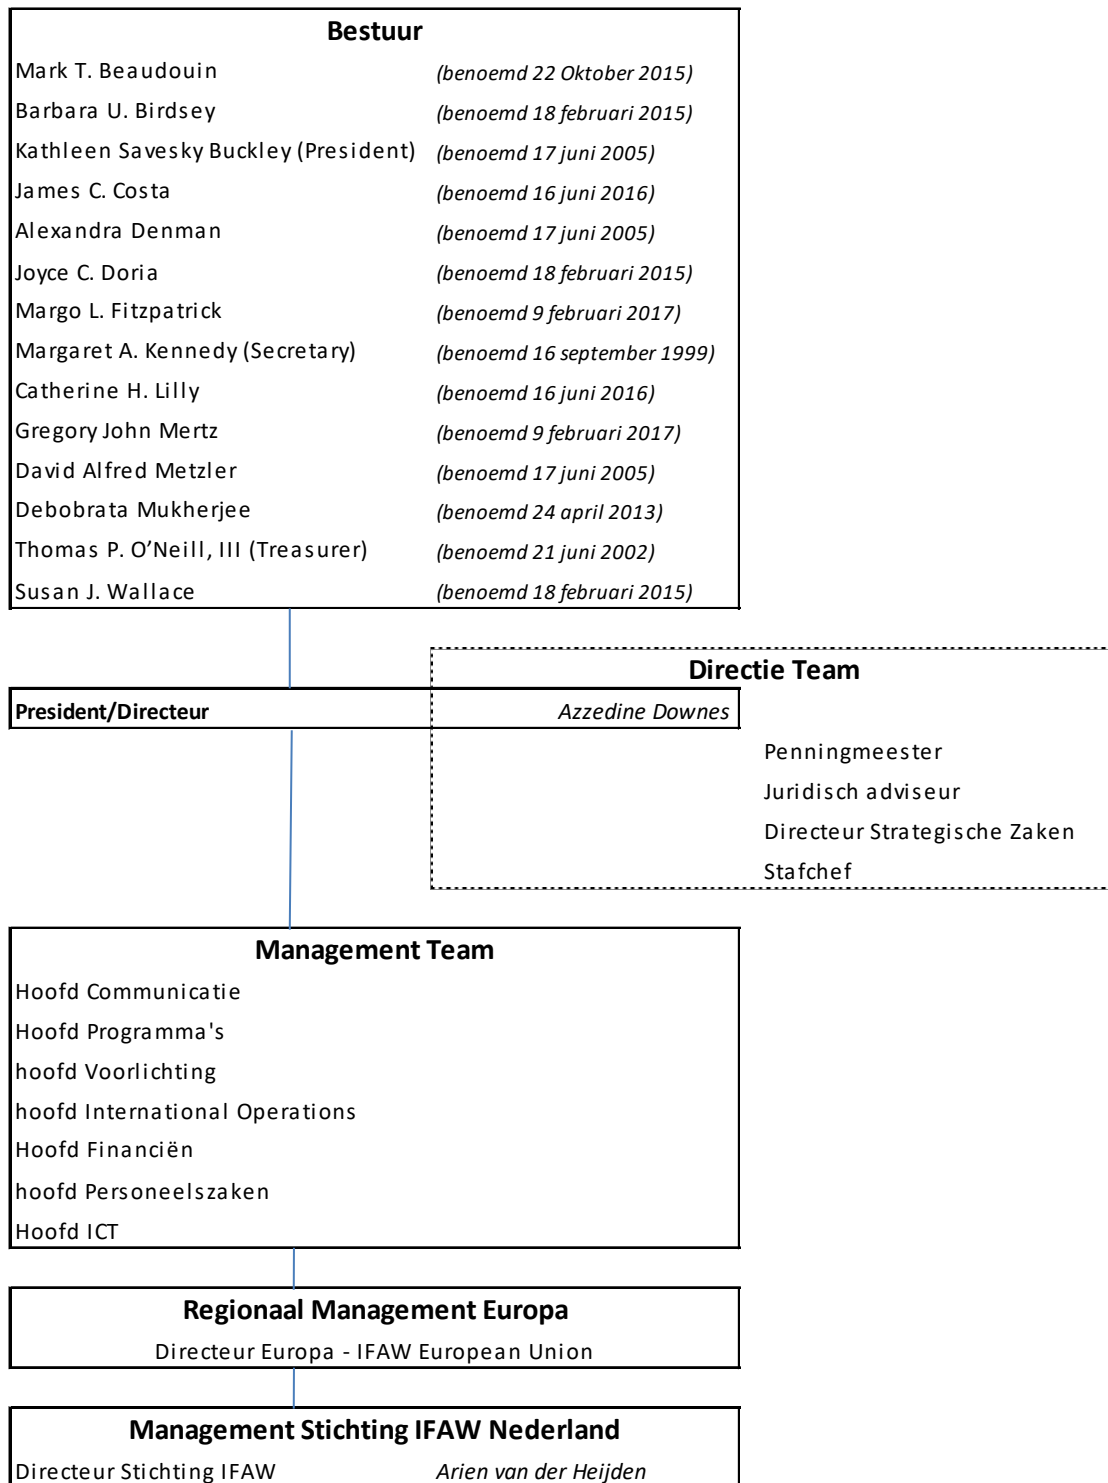 Bestuur
Mark T. Beaudouin (benoemd 22 Oktober 2015)
Barbara U. Birdsey (benoemd 18 februari 2015)
Kathleen Savesky Buckley (President) (benoemd 17 juni 2005)
James C. Costa (benoemd 16 juni 2016)
Alexandra Denman (benoemd 17 juni 2005)
Joyce C. Doria (benoemd 18 februari 2015)
Margo L. Fitzpatrick (benoemd 9 februari 2017)
Margaret A. Kennedy (Secretary) (benoemd 16 september 1999)
Catherine H. Lilly (benoemd 16 juni 2016)
Gregory John Mertz (benoemd 9 februari 2017)
David Alfred Metzler (benoemd 17 juni 2005)
Debobrata Mukherjee (benoemd 24 april 2013)
Thomas P. O’Neill, III (Treasurer) (benoemd 21 juni 2002)
Susan J. Wallace (benoemd 18 februari 2015)
Directie Team
President/Directeur Azzedine Downes
Penningmeester
Juridisch adviseur
Directeur Strategische Zaken
Stafchef
Management Team
Hoofd Communicatie
Hoofd Programma's
hoofd Voorlichting
hoofd International Operations
Hoofd Financiën
hoofd Personeelszaken
Hoofd ICT
Regionaal Management Europa
Directeur Europa - IFAW European Union
Management Stichting IFAW Nederland
Directeur Stichting IFAW Arien van der Heijden